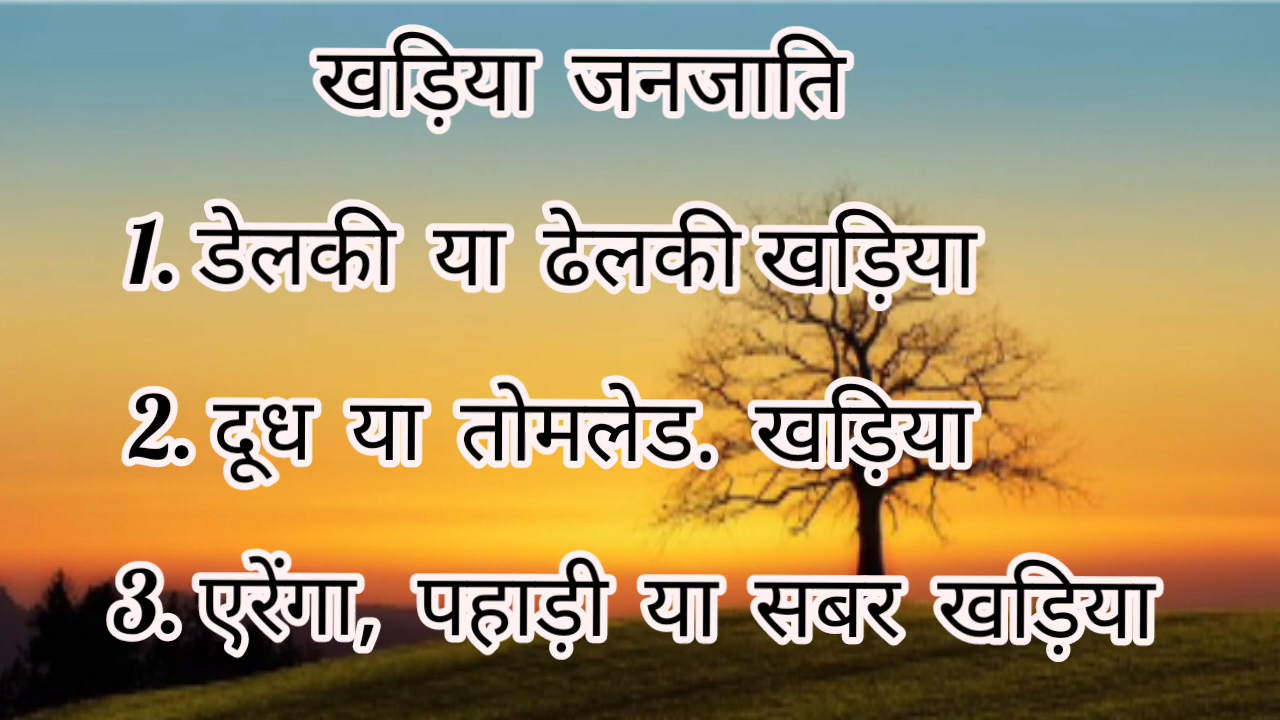 खड़िया जनजाति
1. डेलकी या ढेलकी खड़िया
2. दूध या तोमलेड. खड़िया
3. एरेंगा, पहाड़ी या सबर खड़िया